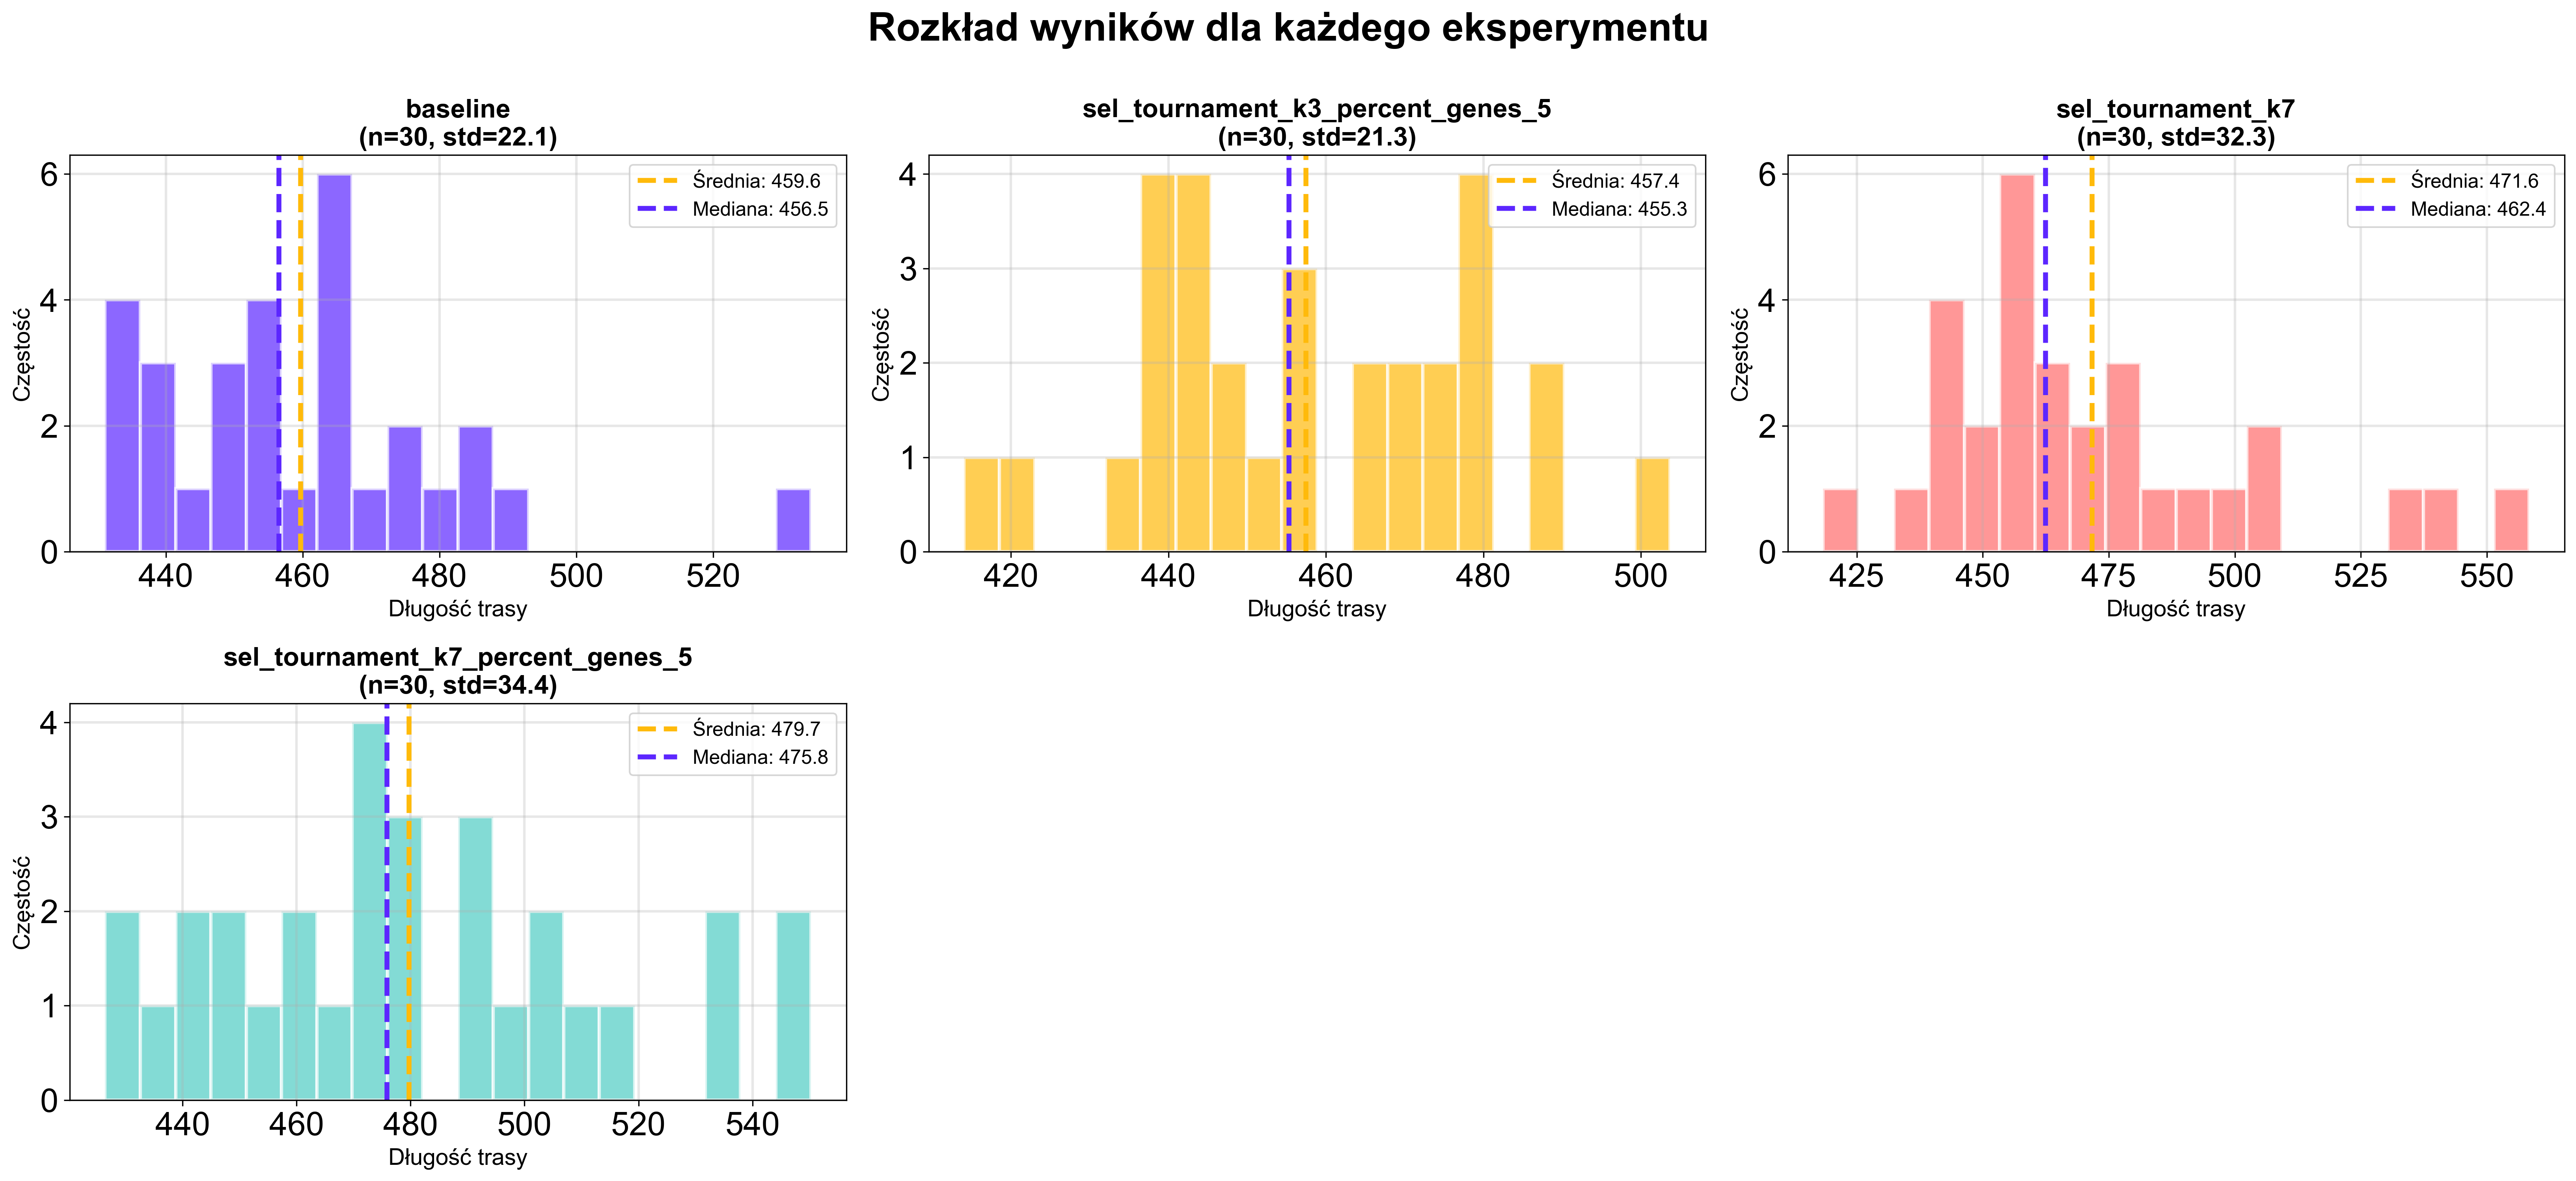 Rozkład wyników dla każdego eksperymentu
baseline
(n=30, std=22.1)
Częstość
6
4
2
0
Średnia: 459.6
Mediana: 456.5
440
460
480
500
520
Długość trasy
sel_tournament_k3_percent_genes_5
(n=30, std=21.3)
Częstość
4
3
2
1
0
Średnia: 457.4
Mediana: 455.3
420
440
460
480
500
Długość trasy
sel_tournament_k7
(n=30, std=32.3)
Częstość
6
4
2
0
Średnia: 471.6
Mediana: 462.4
425
450
475
500
525
550
Długość trasy
sel_tournament_k7_percent_genes_5
(n=30, std=34.4)
Częstość
4
3
2
1
0
Średnia: 479.7
Mediana: 475.8
440
460
480
500
520
540
Długość trasy